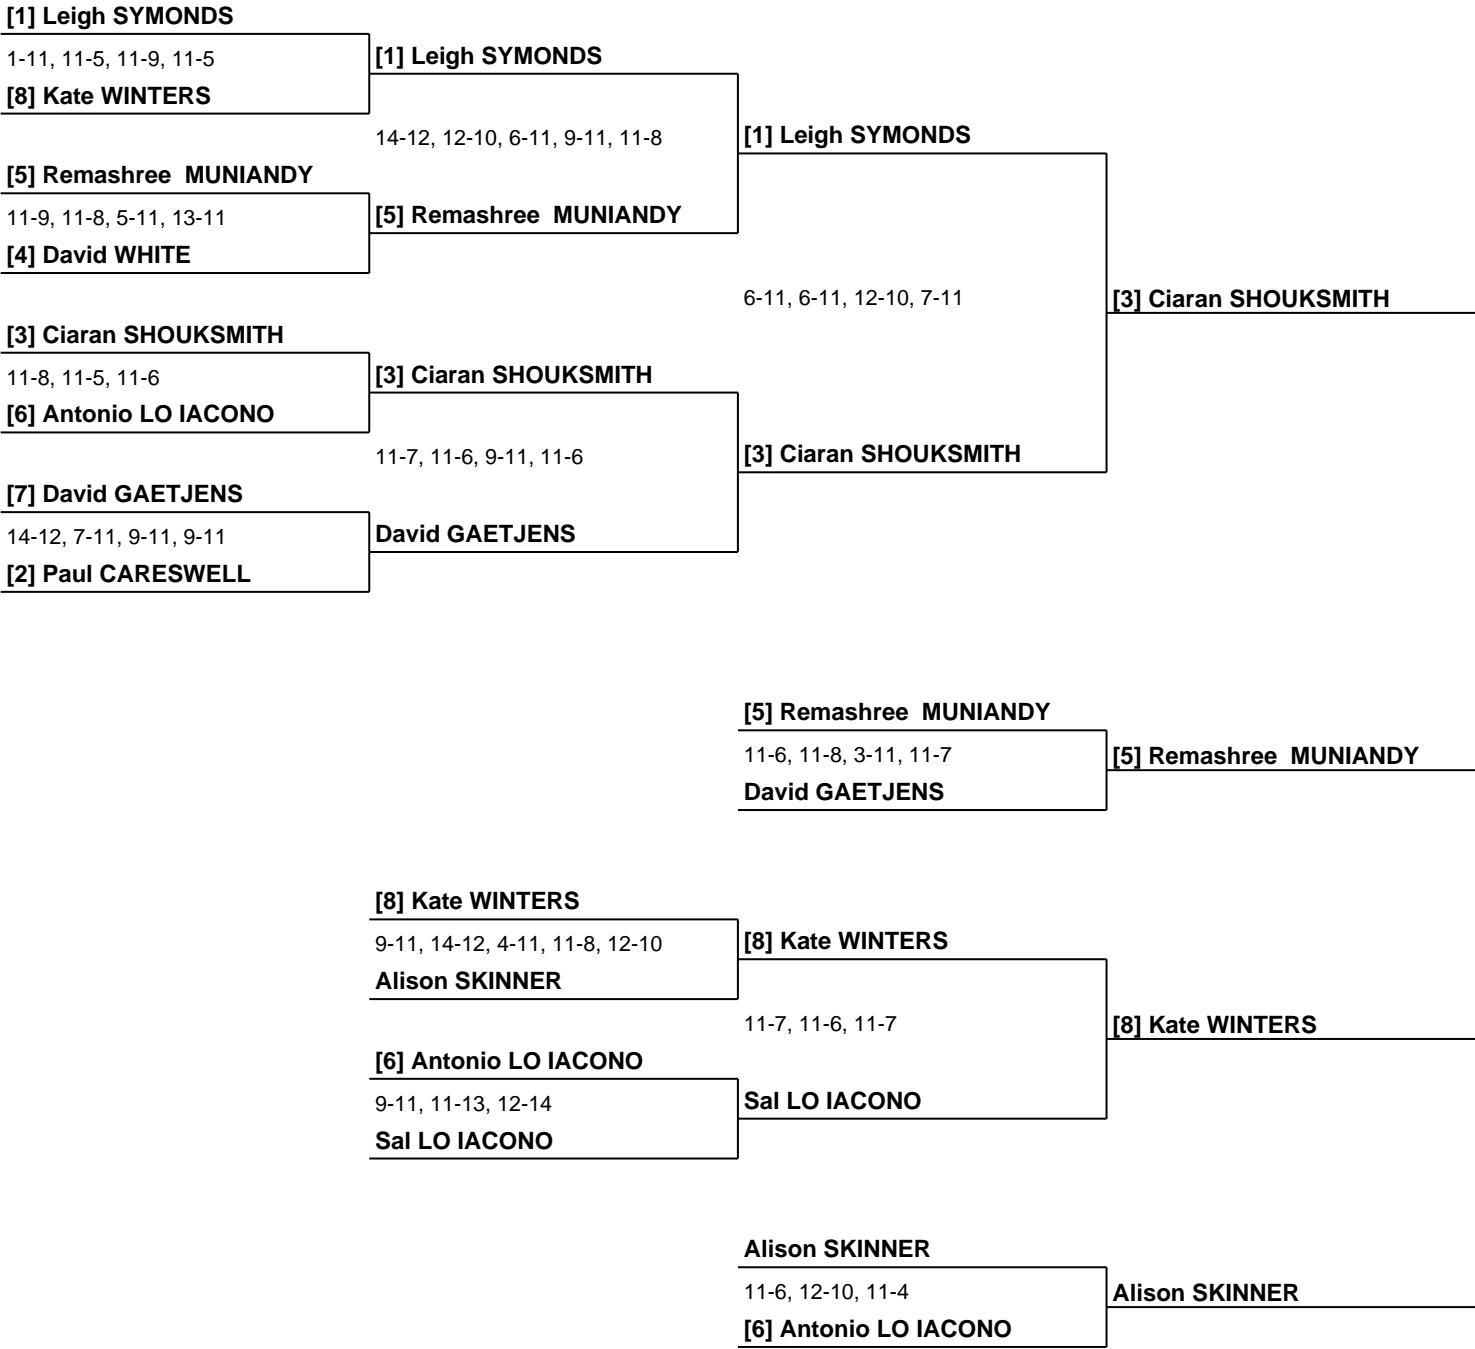 [1] Leigh SYMONDS
1-11, 11-5, 11-9, 11-5
[8] Kate WINTERS
[1] Leigh SYMONDS
14-12, 12-10, 6-11, 9-11, 11-8
[1] Leigh SYMONDS
[5] Remashree  MUNIANDY
11-9, 11-8, 5-11, 13-11
[4] David WHITE
[5] Remashree  MUNIANDY
6-11, 6-11, 12-10, 7-11
[3] Ciaran SHOUKSMITH
[3] Ciaran SHOUKSMITH
11-8, 11-5, 11-6
[6] Antonio LO IACONO
[3] Ciaran SHOUKSMITH
11-7, 11-6, 9-11, 11-6
[3] Ciaran SHOUKSMITH
[7] David GAETJENS
14-12, 7-11, 9-11, 9-11
[2] Paul CARESWELL
David GAETJENS
[5] Remashree  MUNIANDY
11-6, 11-8, 3-11, 11-7
David GAETJENS
[5] Remashree  MUNIANDY
[8] Kate WINTERS
9-11, 14-12, 4-11, 11-8, 12-10
Alison SKINNER
[8] Kate WINTERS
11-7, 11-6, 11-7
[8] Kate WINTERS
[6] Antonio LO IACONO
9-11, 11-13, 12-14
Sal LO IACONO
Sal LO IACONO
Alison SKINNER
11-6, 12-10, 11-4
[6] Antonio LO IACONO
Alison SKINNER